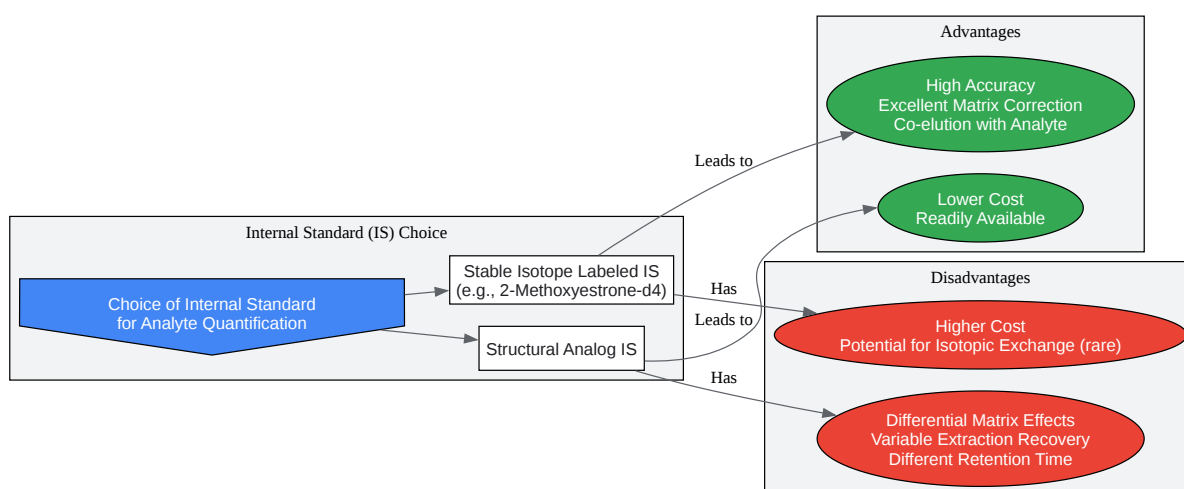 Advantages
High Accuracy
Excellent Matrix Correction
Co-elution with Analyte
Leads to
Lower Cost
Readily Available
Internal Standard (IS) Choice
Choice of Internal Standard
for Analyte Quantification
Stable Isotope Labeled IS
(e.g., 2-Methoxyestrone-d4)
Structural Analog IS
Has
Leads to
Has
Disadvantages
Higher Cost
Potential for Isotopic Exchange (rare)
Differential Matrix Effects
Variable Extraction Recovery
Different Retention Time